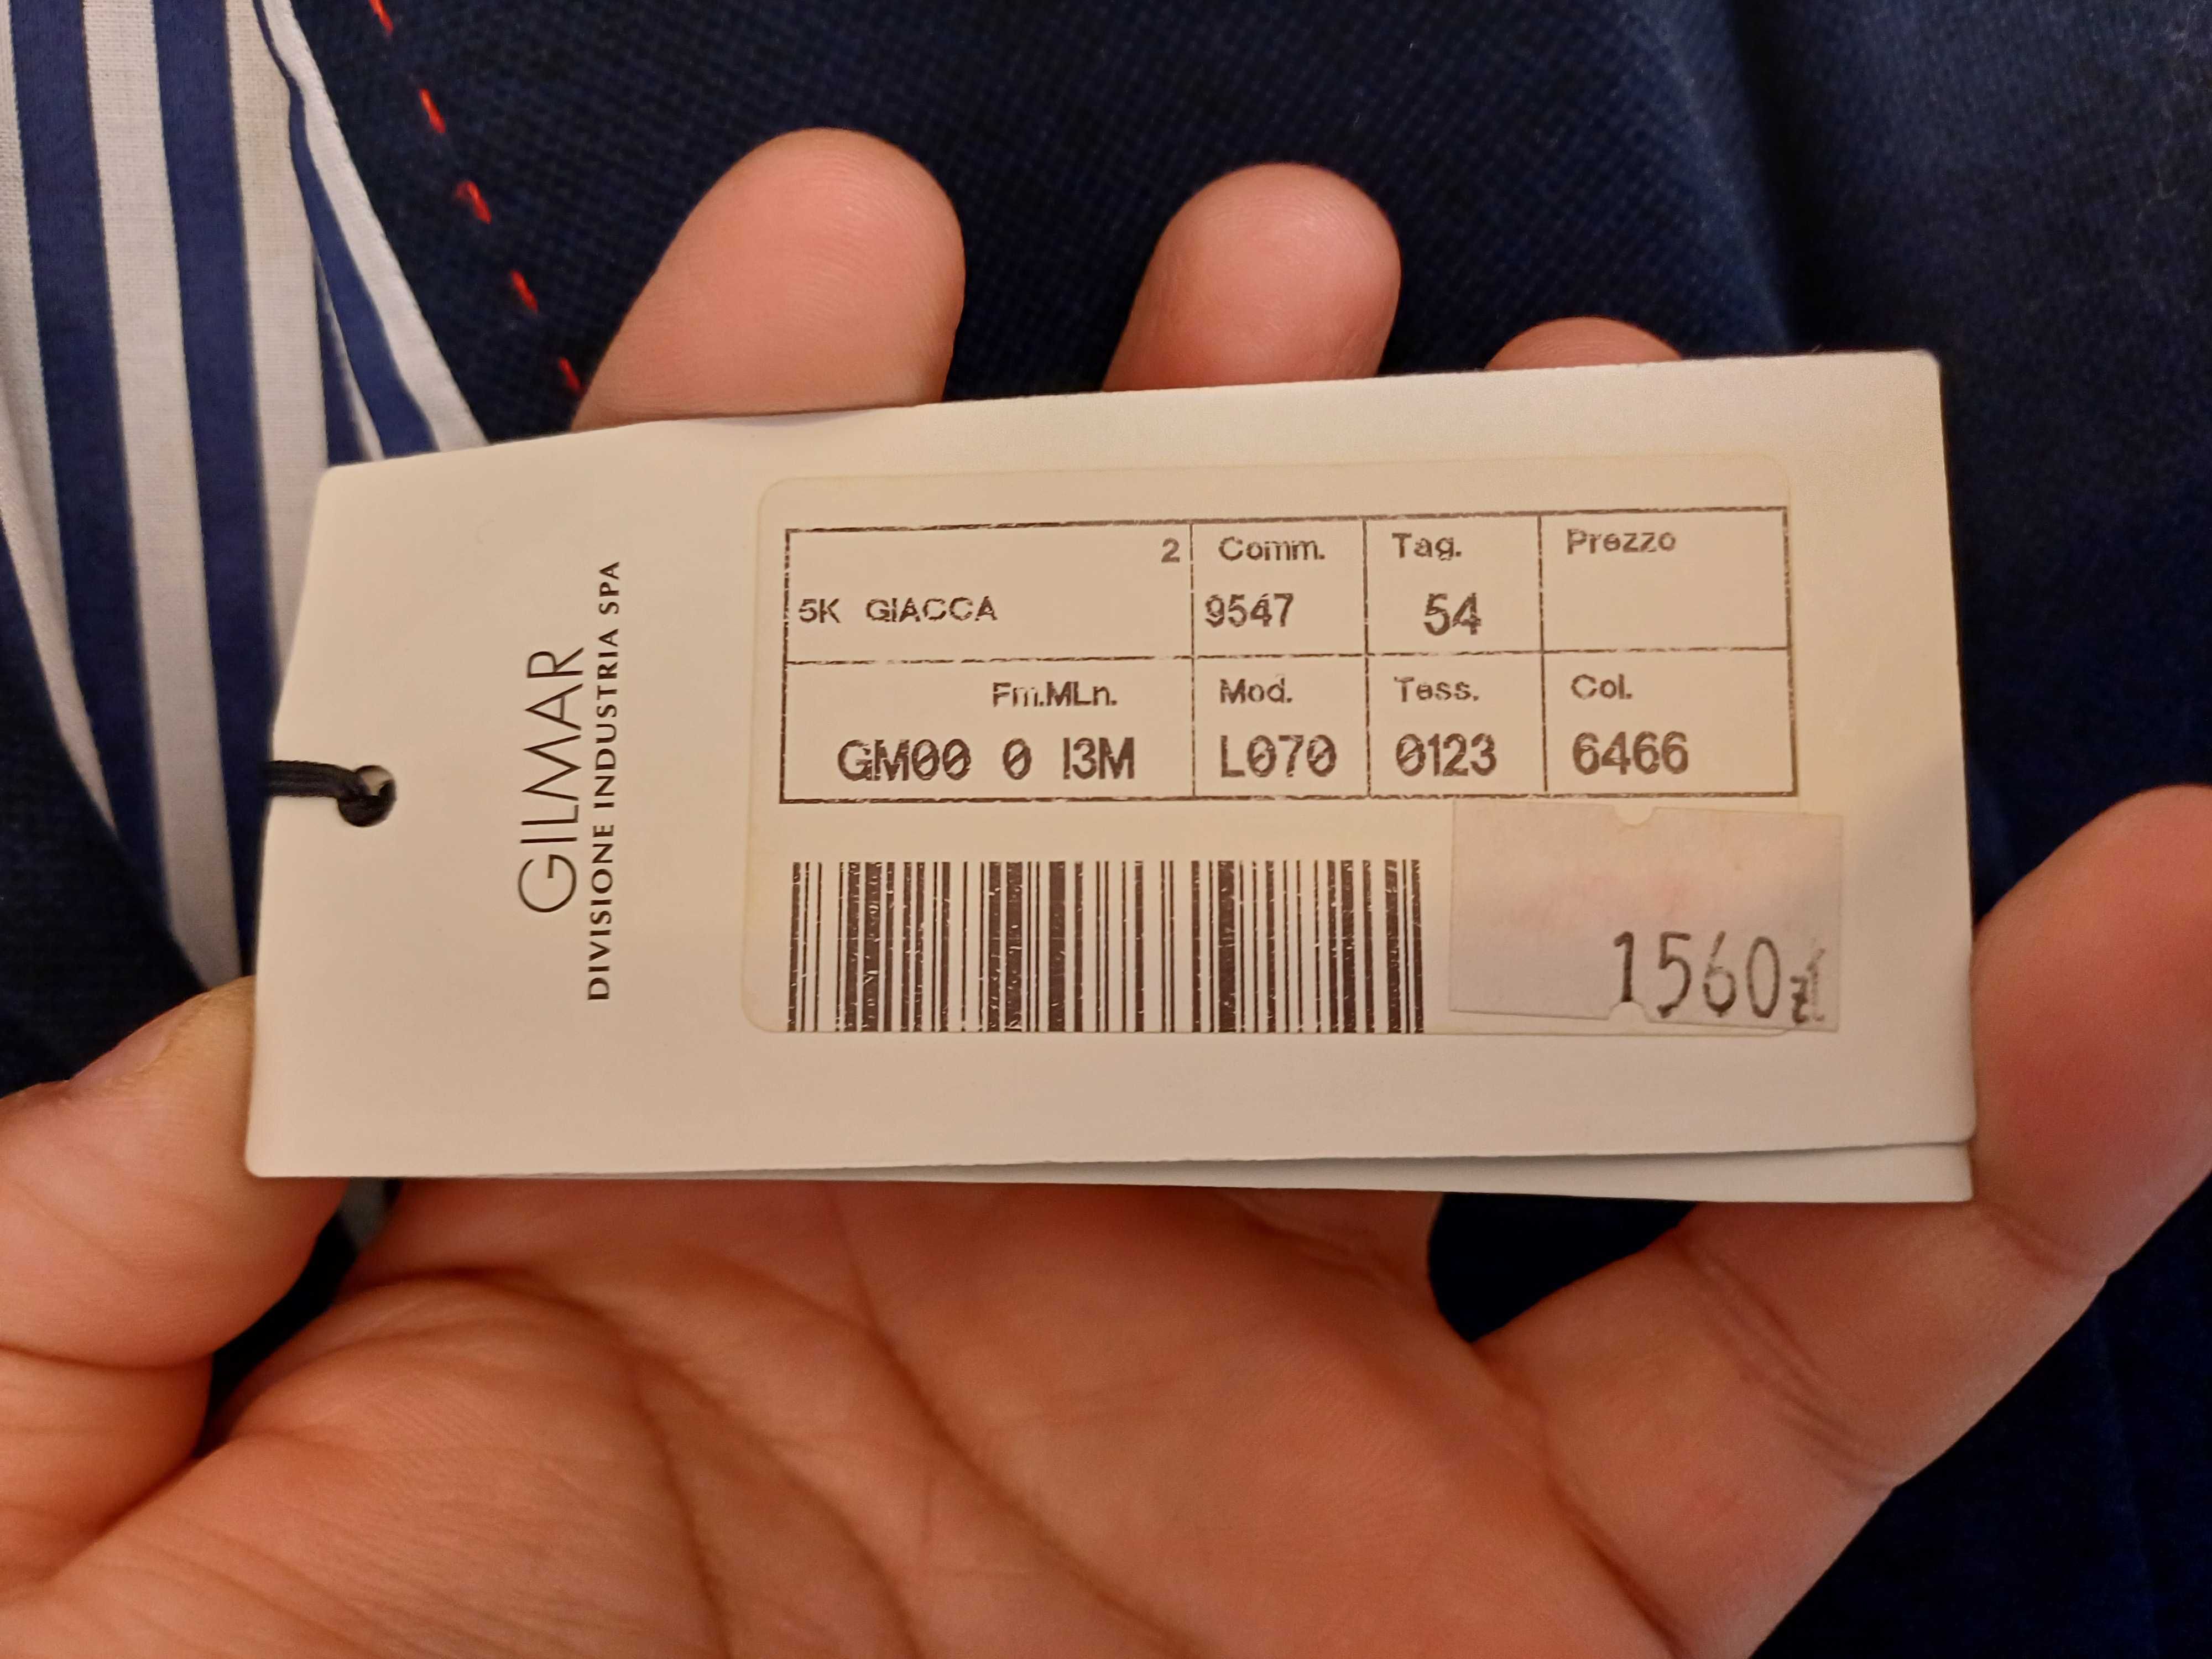 GILMAR
DIVISIONE INDUSTRIA SPA
2 Comm. Tag. Prezzo
5K GIACCA 9547 54
Fm.MLn. Mod. Tess. Col.
GM00 0 I3M L070 0123 6466
1560zł